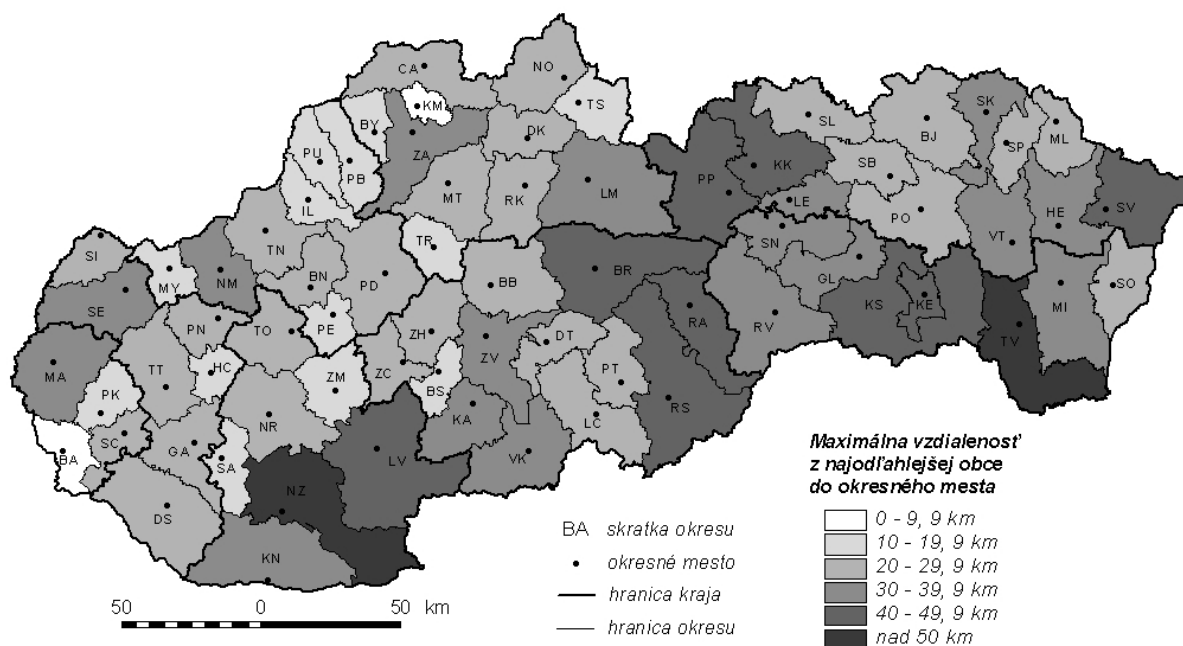 CA
NO
KM
TS
BY
ZA
DK
PU
PB
IL
MT
RK
LM
PP
KK
SL
BJ
SK
SP
ML
SB
LE
PO
VT
HE
SV
SN
GL
KS
KE
TV
MI
SO
RV
TR
TN
BN
PD
SI
MY
NM
SE
BB
BR
RA
PN
TO
PE
ZH
ZV
DT
MA
TT
HC
ZM
ZC
BS
PT
PK
KA
RS
LC
SC
GA
NR
BA
SA
LV
VK
NZ
DS
KN
50 0 50 km
BA skratka okresu
okresné mesto
hranica kraja
hranica okresu
Maximálna vzdialenosť
z najodľahlejšej obce
do okresného mesta
0 - 9, 9 km
10 - 19, 9 km
20 - 29, 9 km
30 - 39, 9 km
40 - 49, 9 km
nad 50 km